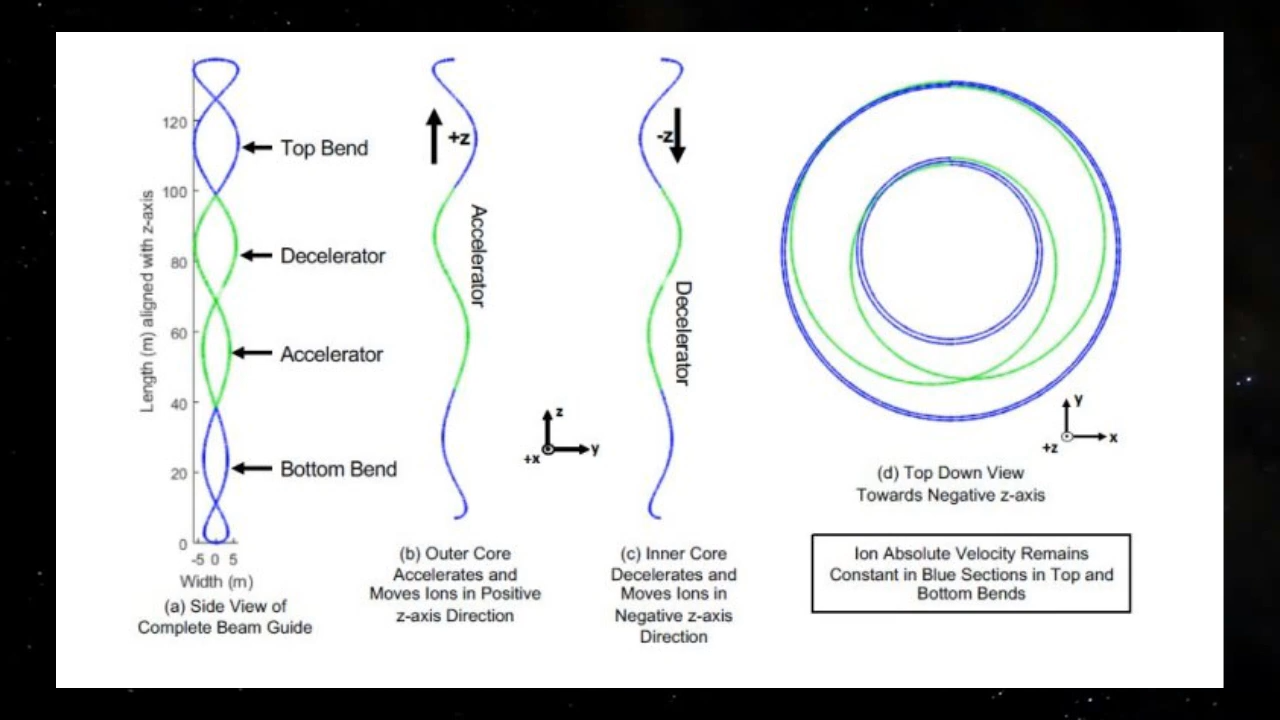 120
100
80
60
40
20
0
-5 0 5
Length (m) aligned with z-axis
Width (m)
Top Bend
Decelerator
Accelerator
Bottom Bend
(a) Side View of
Complete Beam Guide
+z
Accelerator
z
y
+x
(b) Outer Core
Accelerates and
Moves Ions in Positive
z-axis Direction
-z
Decelerator
(c) Inner Core
Decelerates and
Moves Ions in
Negative z-axis
Direction
y
x
+z
(d) Top Down View
Towards Negative z-axis
Ion Absolute Velocity Remains
Constant in Blue Sections in Top and
Bottom Bends